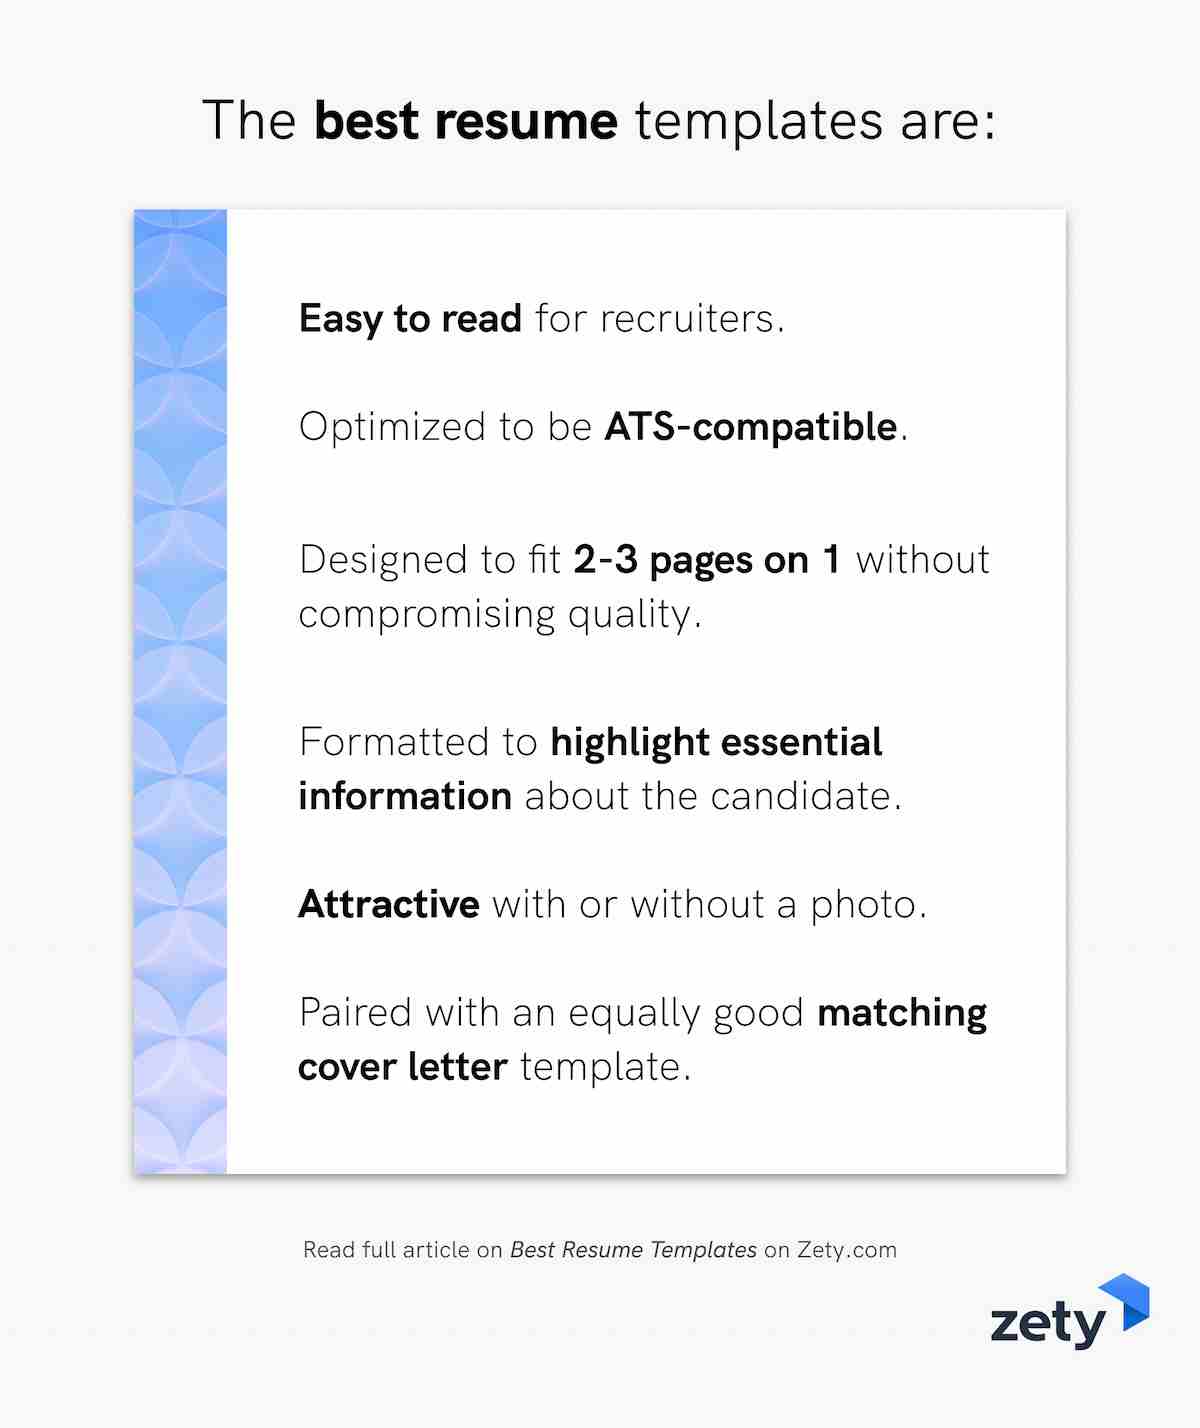 The best resume templates are:
Easy to read for recruiters.
Optimized to be ATS-compatible.
Designed to fit 2-3 pages on 1 without
compromising quality.
Formatted to highlight essential
information about the candidate.
Attractive with or without a photo.
Paired with an equally good matching
cover letter template.
Read full article on Best Resume Templates on Zety.com
zety